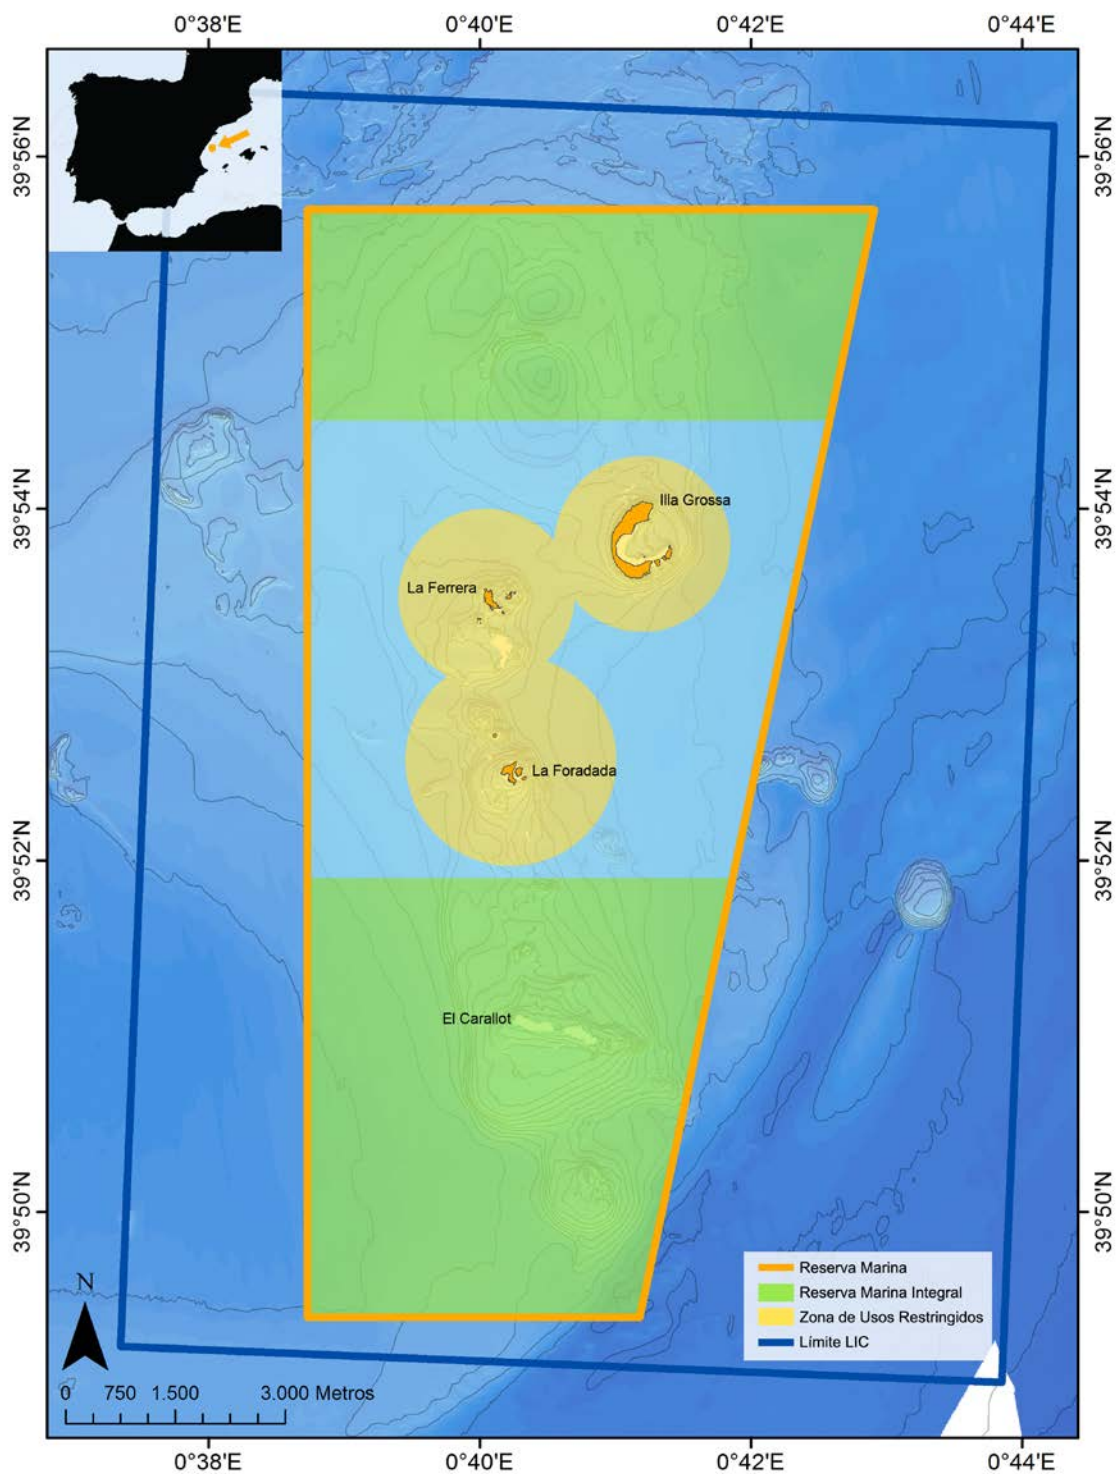 0°38'E 0°40'E 0°42'E 0°44'E
39°56'N 39°56'N
39°54'N 39°54'N
Illa Grossa
La Ferrera
La Foradada
39°52'N 39°52'N
El Carallot
39°50'N 39°50'N
N
Reserva Marina
Reserva Marina Integral
Zona de Usos Restringidos
Límite LIC
0 750 1.500 3.000 Metros
0°38'E 0°40'E 0°42'E 0°44'E